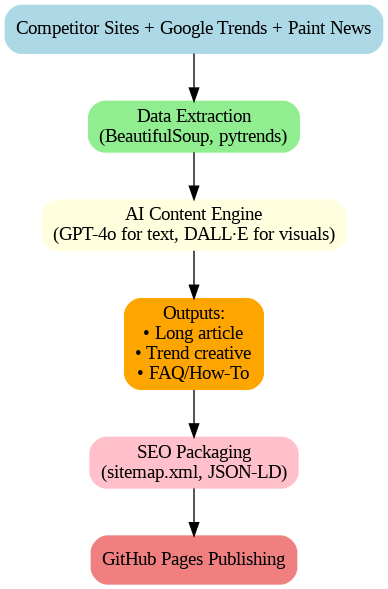 Competitor Sites + Google Trends + Paint News
Data Extraction
(BeautifulSoup, pytrends)
AI Content Engine
(GPT-4o for text, DALL·E for visuals)
Outputs:
• Long article
• Trend creative
• FAQ/How-To
SEO Packaging
(sitemap.xml, JSON-LD)
GitHub Pages Publishing